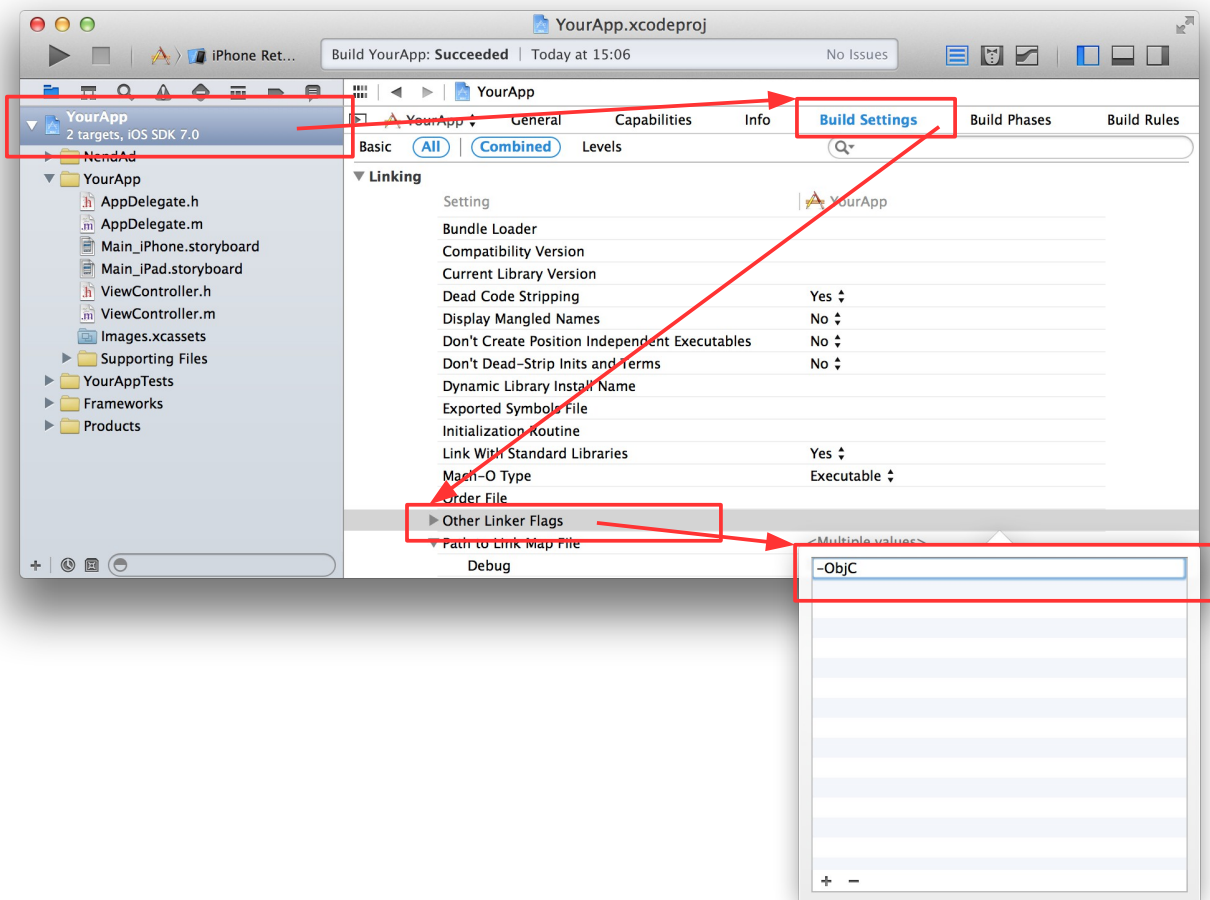 YourApp.xcodeproj
iPhone Ret...
Build YourApp: Succeeded | Today at 15:06
No Issues
YourApp
2 targets, iOS SDK 7.0
NendAd
YourApp
AppDelegate.h
AppDelegate.m
Main_iPhone.storyboard
Main_iPad.storyboard
ViewController.h
ViewController.m
Images.xcassets
Supporting Files
YourAppTests
Frameworks
Products
YourApp
YourApp General Capabilities Info Build Settings Build Phases Build Rules
Basic All Combined Levels
Linking
Setting YourApp
Bundle Loader
Compatibility Version
Current Library Version
Dead Code Stripping Yes
Display Mangled Names No
Don't Create Position Independent Executables No
Don't Dead-Strip Inits and Terms No
Dynamic Library Install Name
Exported Symbols File
Initialization Routine
Link With Standard Libraries Yes
Mach-O Type Executable
Order File
Other Linker Flags
Path to Link Map File <Multiple values>
Debug
-ObjC